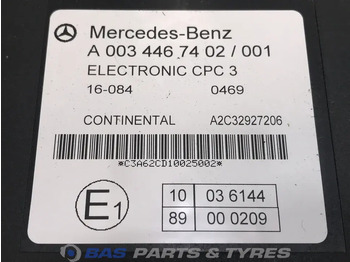 Mercedes-Benz
A 003 446 74 02 / 001
ELECTRONIC CPC 3
16-084 0469
CONTINENTAL A2C32927206
*C3A62CD10025002*
E1
10 03 6144
89 00 0209
BAS PARTS & TYRES